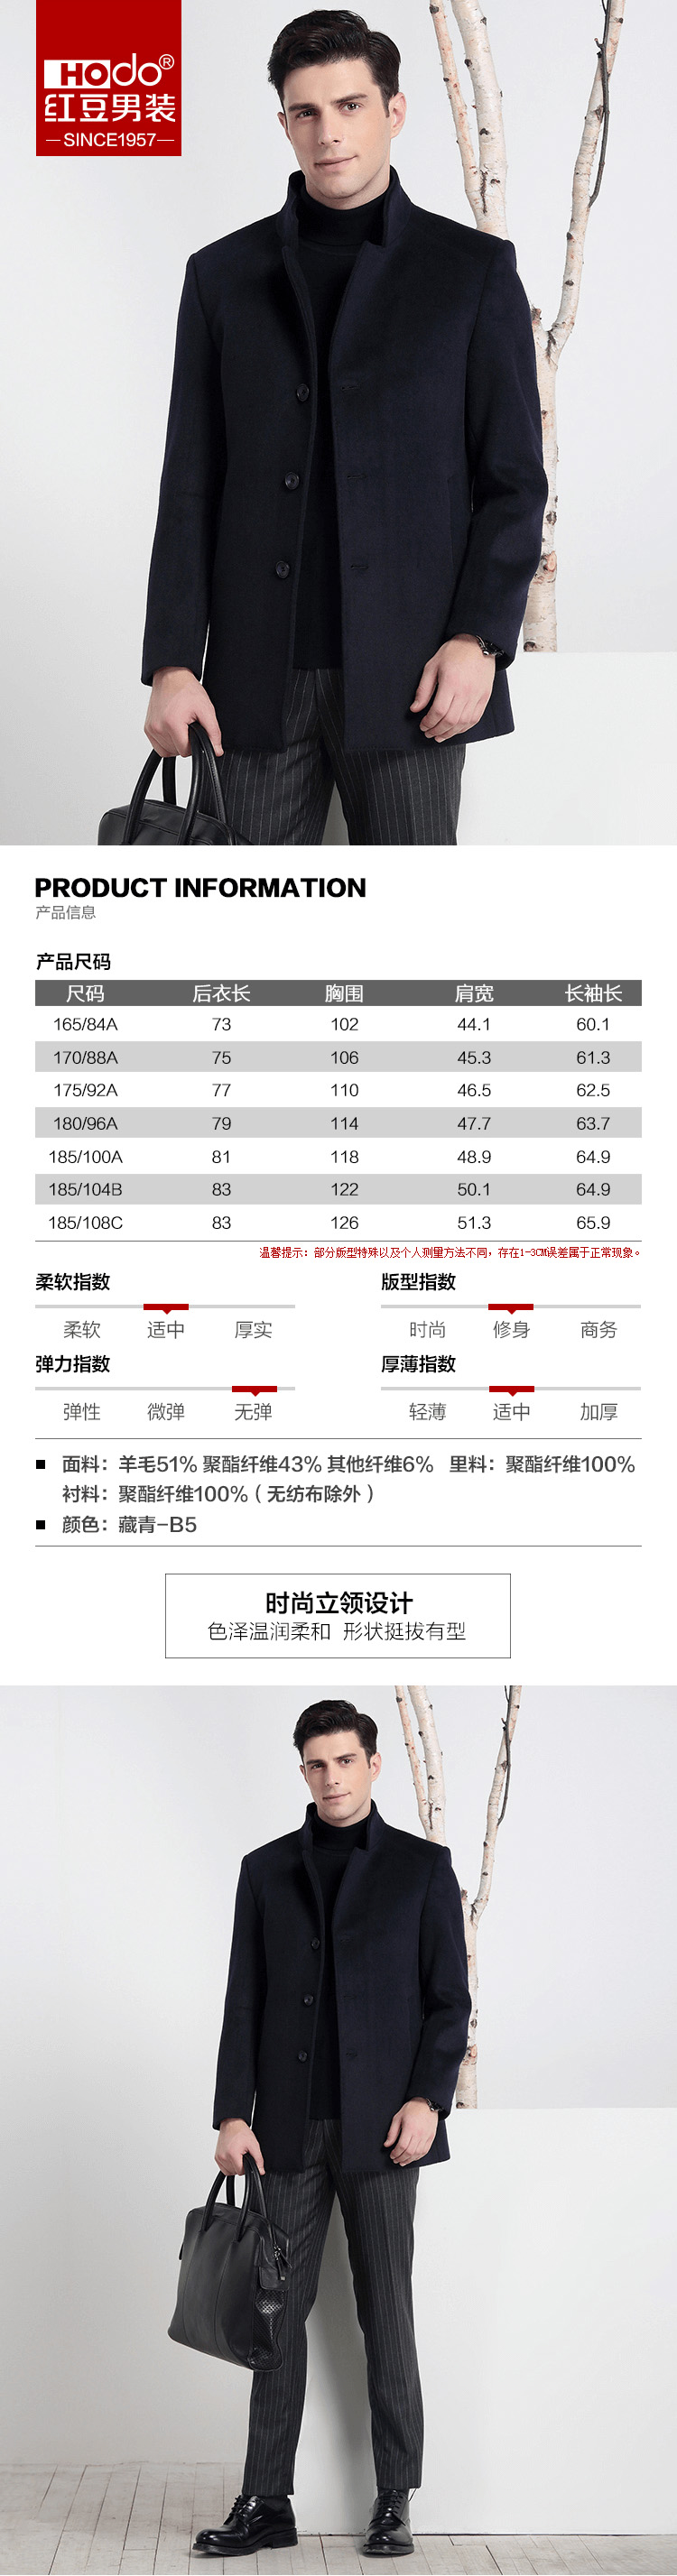 HOdo®
红豆男装
—SINCE1957—
PRODUCT INFORMATION
产品信息
产品尺码
尺码 后衣长 胸围 肩宽 长袖长
165/84A 73 102 44.1 60.1
170/88A 75 106 45.3 61.3
175/92A 77 110 46.5 62.5
180/96A 79 114 47.7 63.7
185/100A 81 118 48.9 64.9
185/104B 83 122 50.1 64.9
185/108C 83 126 51.3 65.9
温馨提示：部分版型特殊以及个人测量方法不同，存在1-3CM误差属于正常现象。
柔软指数 版型指数
柔软 适中 厚实 时尚 修身 商务
弹力指数 厚薄指数
弹性 微弹 无弹 轻薄 适中 加厚
■ 面料：羊毛51% 聚酯纤维43% 其他纤维6% 里料：聚酯纤维100%
衬料：聚酯纤维100%（无纺布除外）
■ 颜色：藏青-B5
时尚立领设计
色泽温润柔和 形状挺拔有型